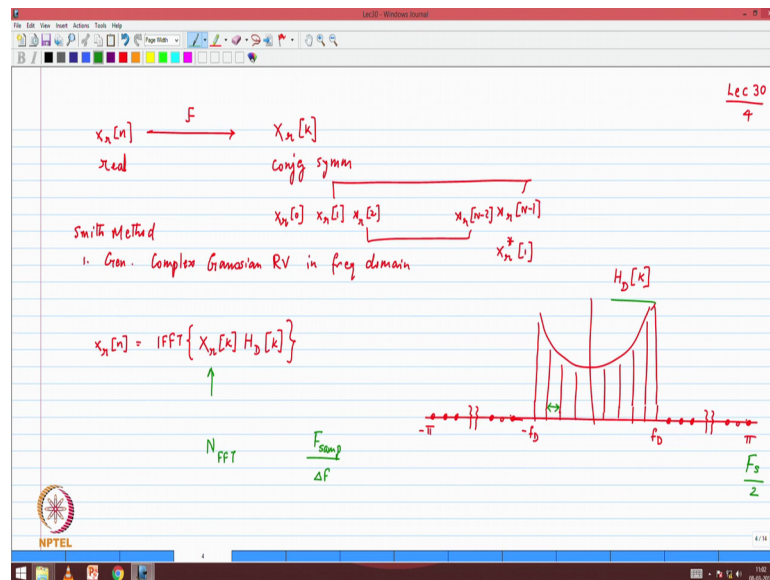 Lec30 - Windows Journal
File Edit View Insert Actions Tools Help
Page Width
B I
Lec 30
4
x_r[n] F X_r[k]
real conjg symm
X_r[0] X_r[1] X_r[2] X_r[N-2] X_r[N-1]
X_r^*[1]
Smith Method
1. Gen. Complex Gaussian RV in freq domain
H_D[k]
x_r[n] = IFFT{ X_r[k] H_D[k] }
-π -f_D f_D π
N_FFT F_samp/Δf
F_s/2
NPTEL
4/14
4
11:02